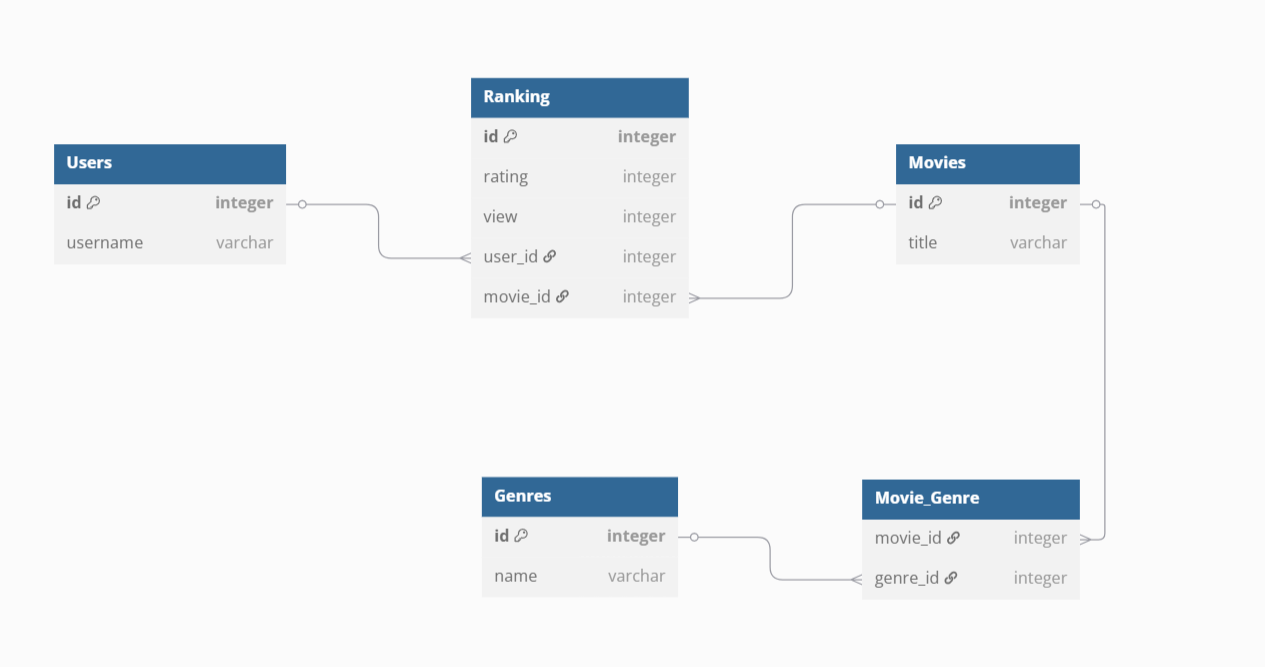 Users
id integer
username varchar
Ranking
id integer
rating integer
view integer
user_id integer
movie_id integer
Movies
id integer
title varchar
Genres
id integer
name varchar
Movie_Genre
movie_id integer
genre_id integer